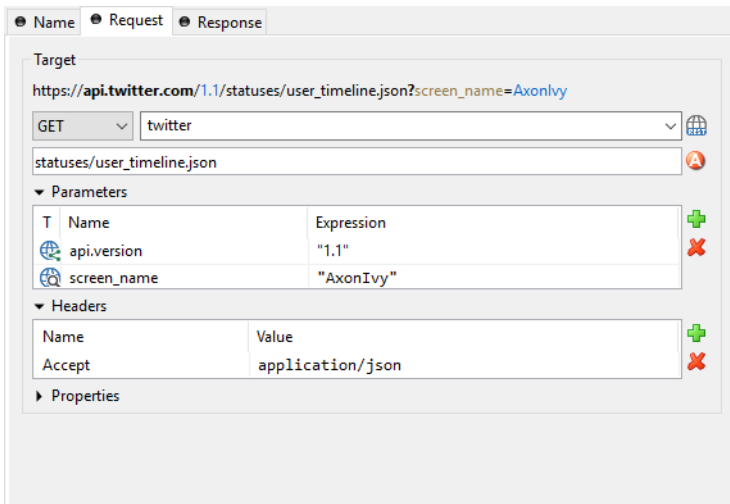 Name Request Response
Target
https://api.twitter.com/1.1/statuses/user_timeline.json?screen_name=AxonIvy
GET twitter
REST
statuses/user_timeline.json
A
Parameters
T Name Expression
api.version "1.1"
screen_name "AxonIvy"
Headers
Name Value
Accept application/json
Properties